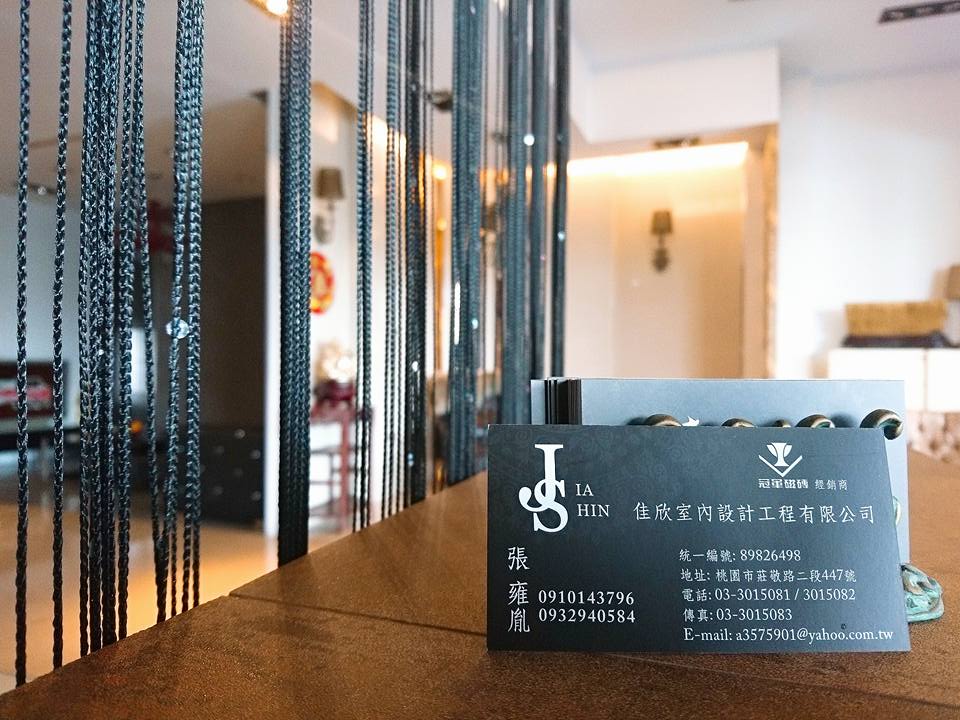 JS
IA
SHIN
冠軍磁磚 經銷商
佳欣室內設計工程有限公司
張雍胤
0910143796
0932940584
統一編號: 89826498
地址: 桃園市莊敬路二段447號
電話: 03-3015081 / 3015082
傳真: 03-3015083
E-mail: a3575901@yahoo.com.tw